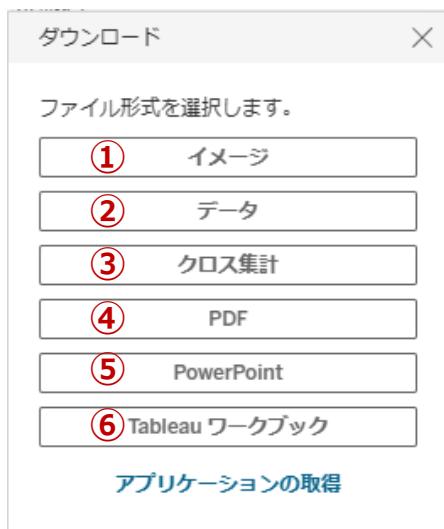 ダウンロード
ファイル形式を選択します。
① イメージ
② データ
③ クロス集計
④ PDF
⑤ PowerPoint
⑥ Tableau ワークブック
アプリケーションの取得